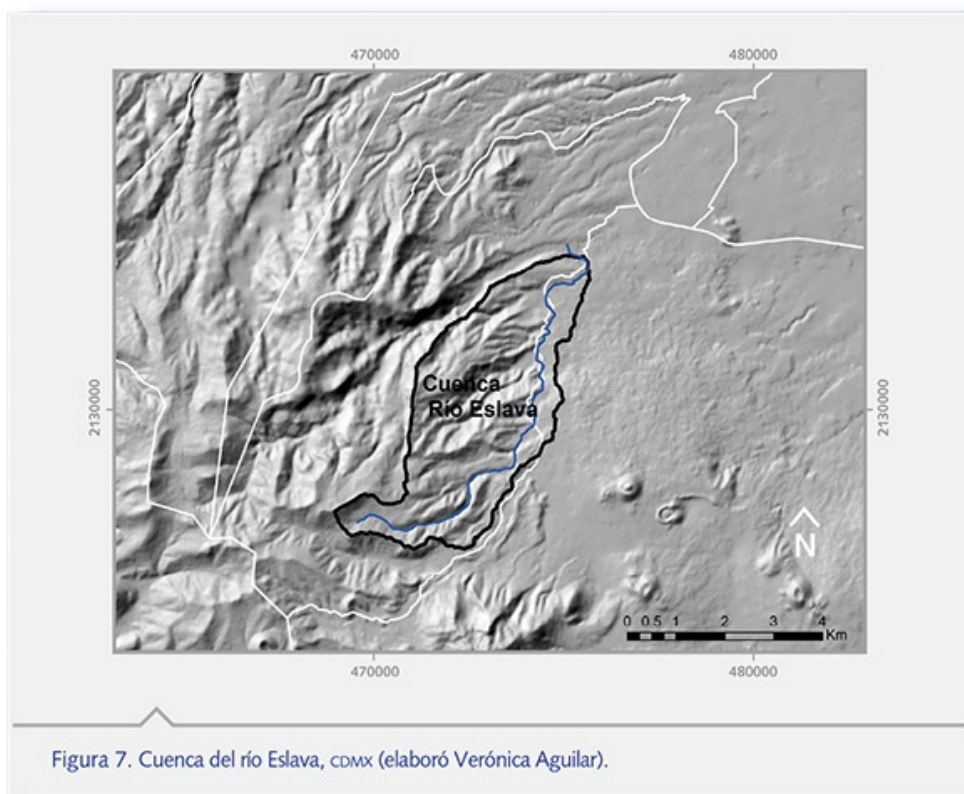 470000 480000
2130000
2130000
Cuenca
Río Eslava
N
0 0.5 1 2 3 4
Km
470000 480000
Figura 7. Cuenca del río Eslava, CDMX (elaboró Verónica Aguilar).